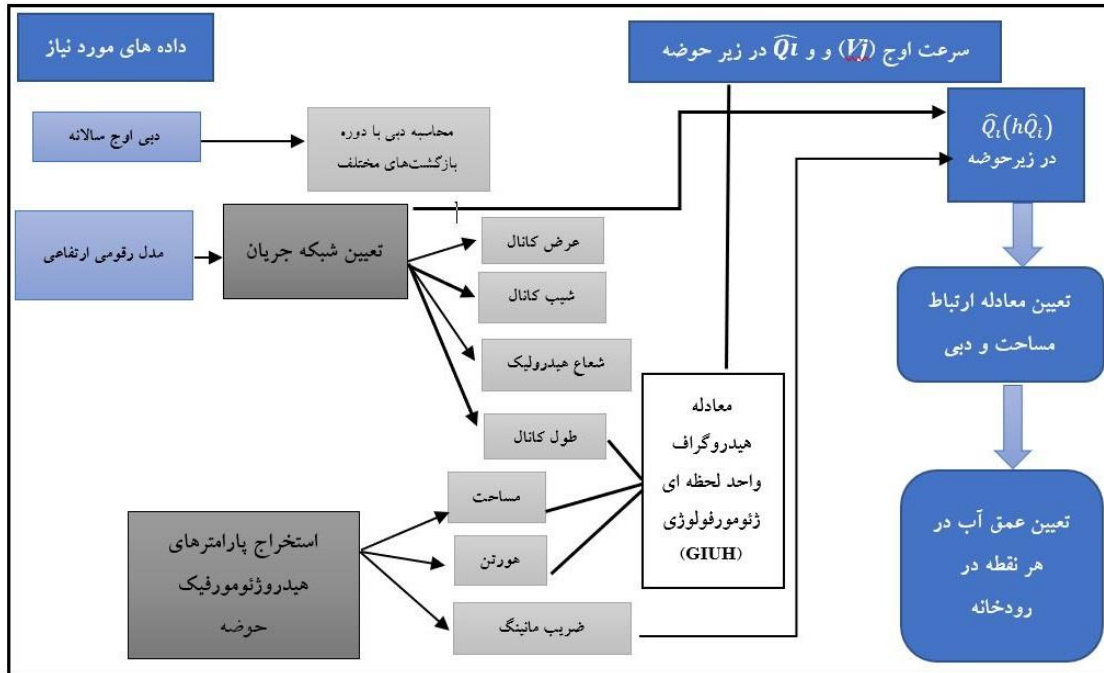 داده های مورد نیاز
سرعت اوج (Vj) و و Q̂ι در زیر حوضه
دبی اوج سالانه
محاسبه دبی با دوره
بازگشت‌های مختلف
Q̂ι(hQ̂i)
در زیرحوضه
مدل رقومی ارتفاعی
تعیین شبکه جریان
عرض کانال
شیب کانال
شعاع هیدرولیک
طول کانال
تعیین معادله ارتباط
مساحت و دبی
معادله
هیدروگراف
واحد لحظه ای
ژئومورفولوژی
(GIUH)
استخراج پارامترهای
هیدروژئومورفیک
حوضه
مساحت
هورتن
ضریب مانینگ
تعیین عمق آب در
هر نقطه در
رودخانه